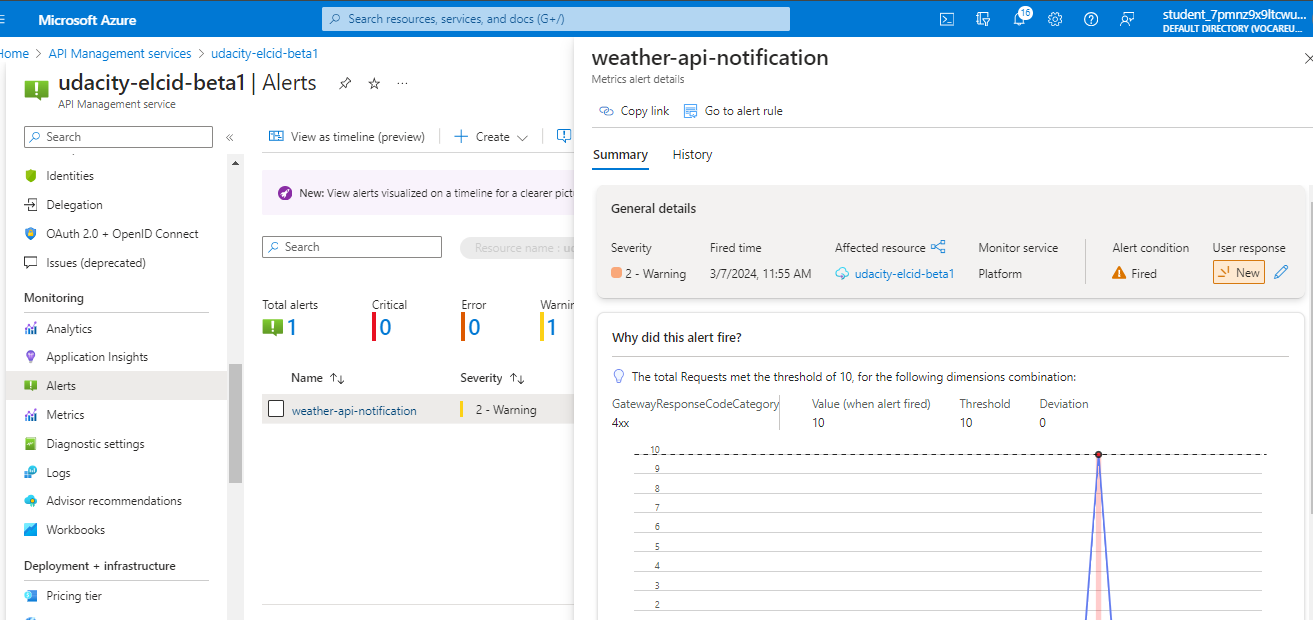 Microsoft Azure
Search resources, services, and docs (G+/)
16
student_7pmnz9x9ltcwu...
DEFAULT DIRECTORY (VOCAREU...
Home > API Management services > udacity-elcid-beta1
udacity-elcid-beta1 | Alerts
API Management service
Search
Identities
Delegation
OAuth 2.0 + OpenID Connect
Issues (deprecated)
Monitoring
Analytics
Application Insights
Alerts
Metrics
Diagnostic settings
Logs
Advisor recommendations
Workbooks
Deployment + infrastructure
Pricing tier
View as timeline (preview)
Create
New: View alerts visualized on a timeline for a clearer pict
Search
Resource name : ud
Total alerts
1
Critical
0
Error
0
Warnin
1
Name
Severity
weather-api-notification
2 - Warning
weather-api-notification
Metrics alert details
Copy link
Go to alert rule
Summary
History
General details
Severity
Fired time
Affected resource
Monitor service
Alert condition
User response
2 - Warning
3/7/2024, 11:55 AM
udacity-elcid-beta1
Platform
Fired
New
Why did this alert fire?
The total Requests met the threshold of 10, for the following dimensions combination:
GatewayResponseCodeCategory
Value (when alert fired)
Threshold
Deviation
4xx
10
10
0
10
9
8
7
6
5
4
3
2